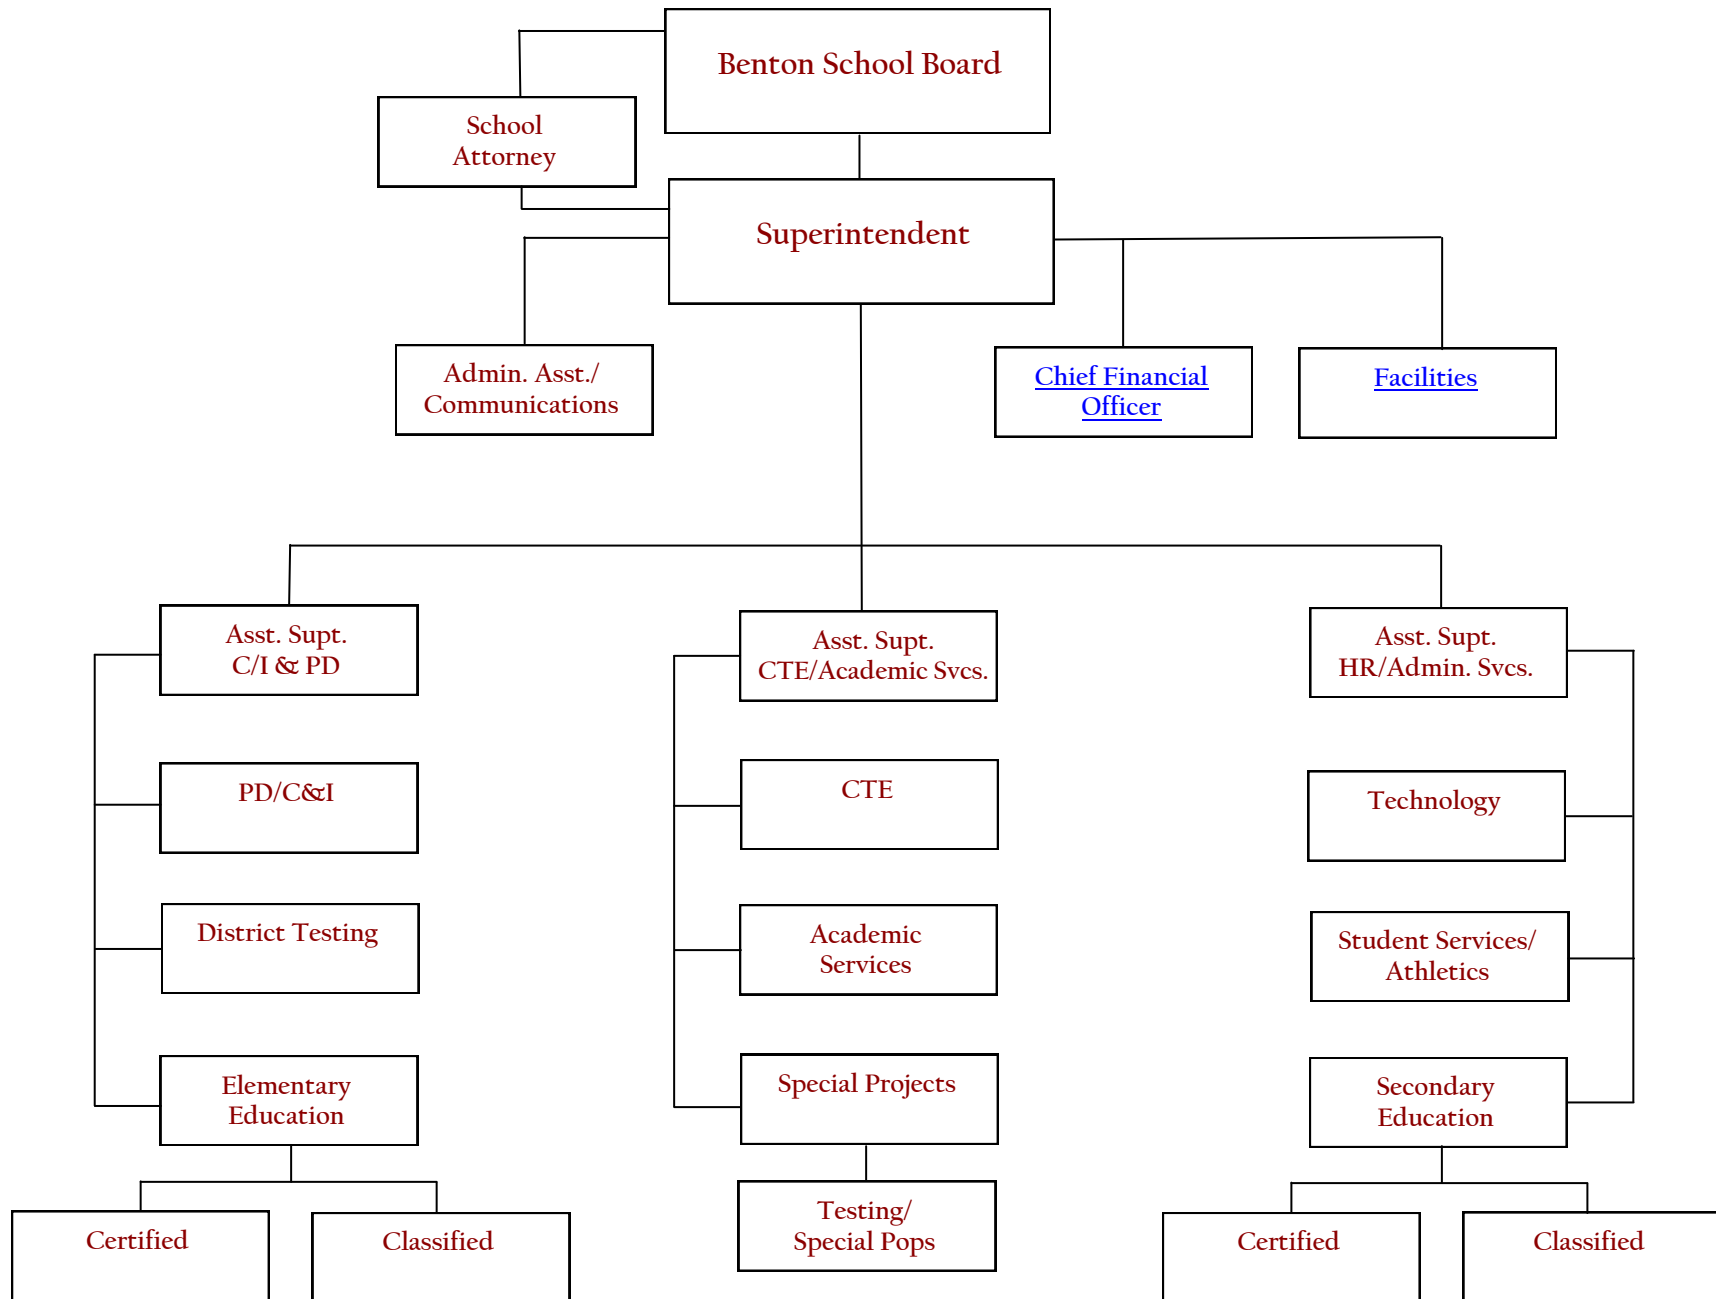 Benton School Board
School
Attorney
Superintendent
Admin. Asst./
Communications
Chief Financial
Officer
Facilities
Asst. Supt.
C/I & PD
Asst. Supt.
CTE/Academic Svcs.
Asst. Supt.
HR/Admin. Svcs.
PD/C&I
CTE
Technology
District Testing
Academic
Services
Student Services/
Athletics
Elementary
Education
Special Projects
Secondary
Education
Certified
Classified
Testing/
Special Pops
Certified
Classified